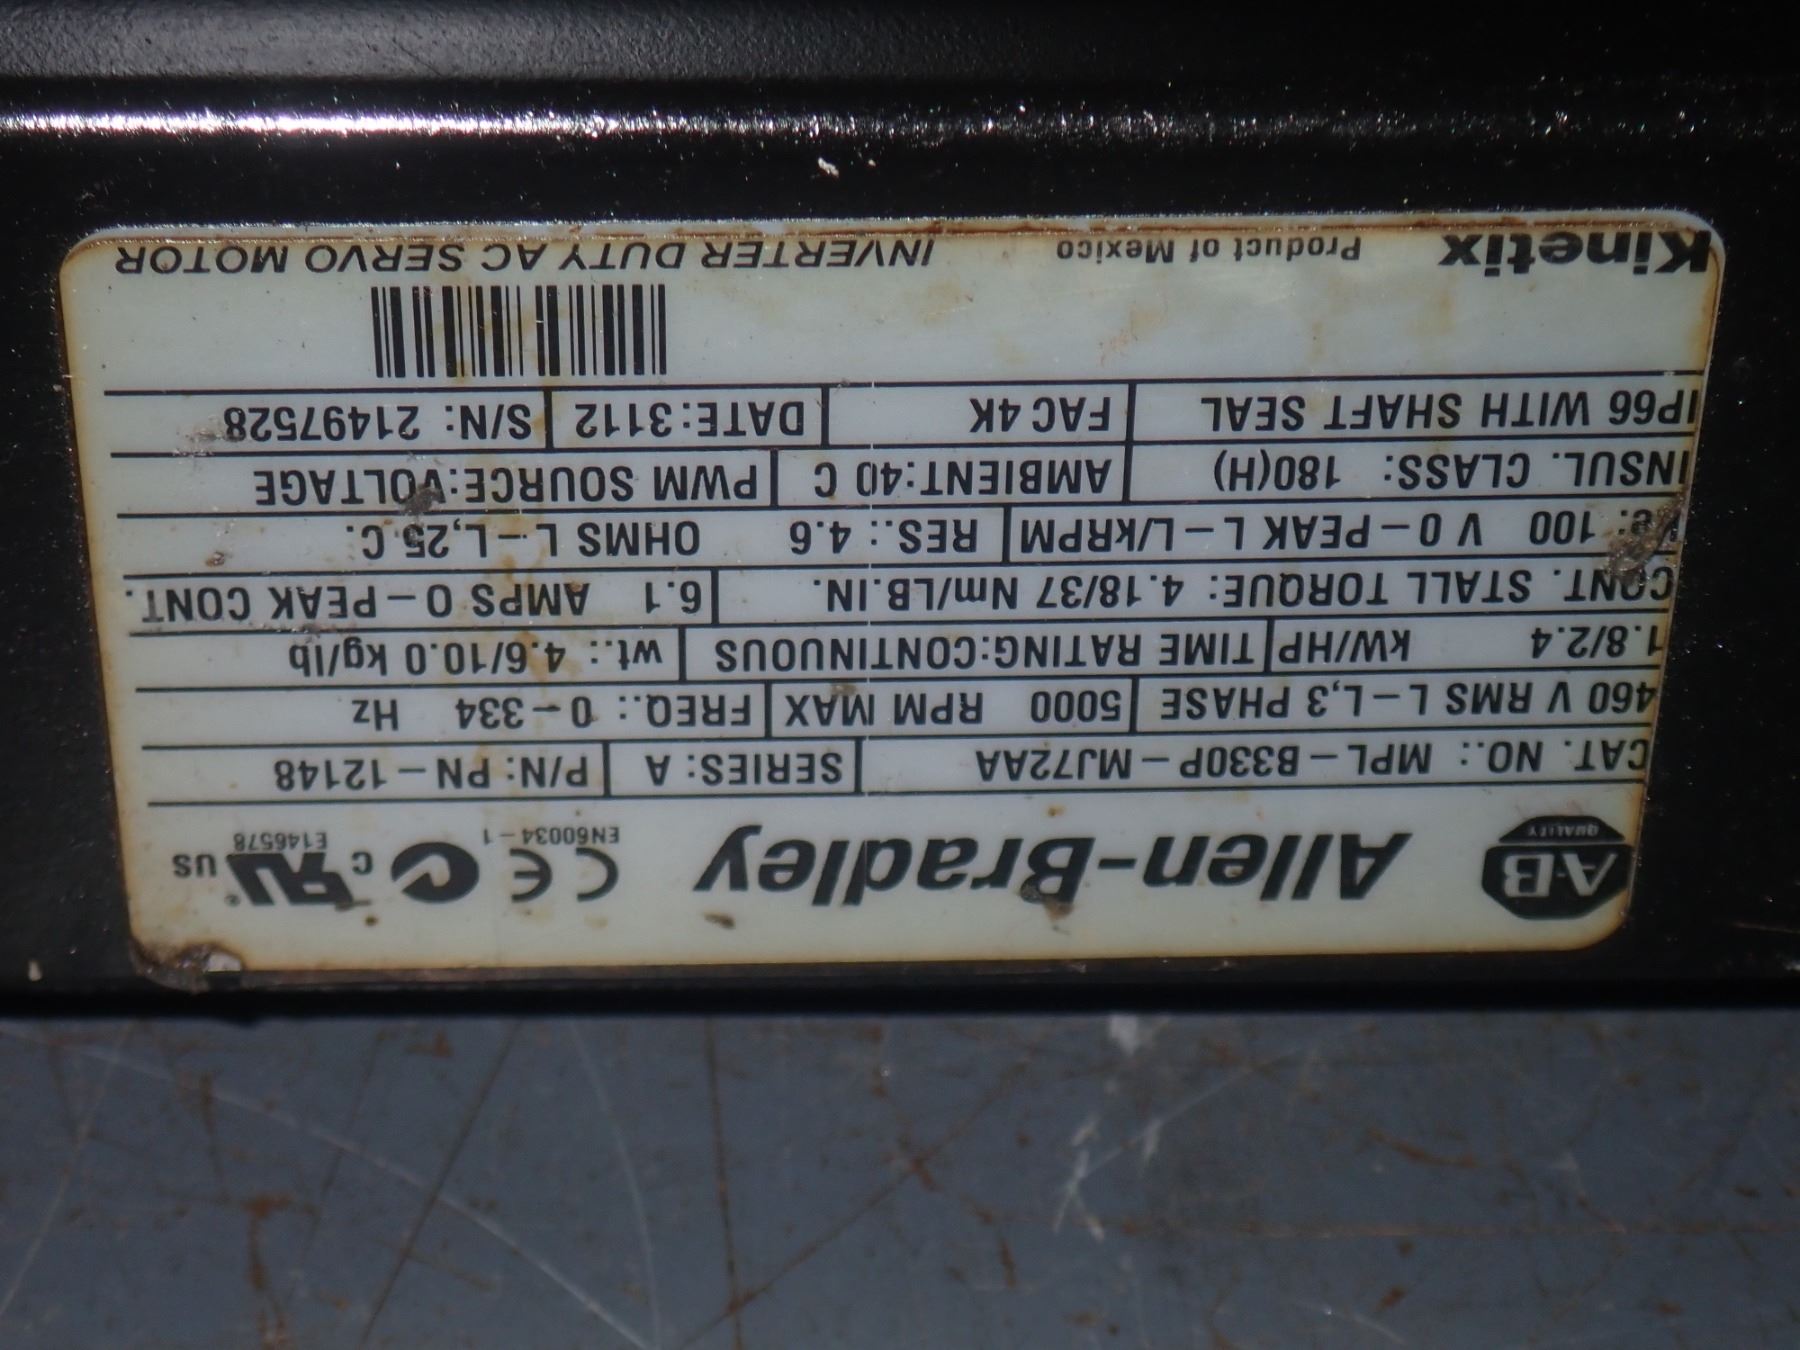 A-B QUALITY Allen-Bradley CE EN60034-1 c UR US E146578
CAT. NO.: MPL-B330P-MJ72AA SERIES: A P/N: PN-12148
460 V RMS L-L,3 PHASE 5000 RPM MAX FREQ.: 0-334 Hz
1.8/2.4 kW/HP TIME RATING:CONTINUOUS wt.: 4.6/10.0 kg/lb
CONT. STALL TORQUE: 4.18/37 Nm/LB.IN. 6.1 AMPS 0-PEAK CONT.
Ke: 100 V 0-PEAK L-L/kRPM RES.: 4.6 OHMS L-L,25 C.
INSUL. CLASS: 180(H) AMBIENT:40 C PWM SOURCE:VOLTAGE
IP66 WITH SHAFT SEAL FAC 4K DATE:3112 S/N: 21497528
Kinetix Product of Mexico INVERTER DUTY AC SERVO MOTOR